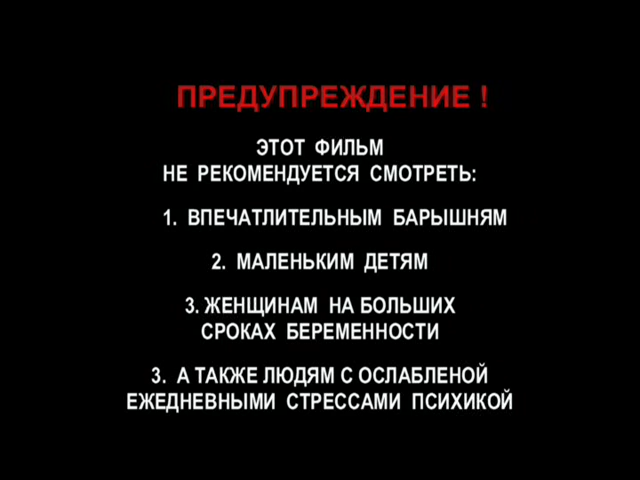 ПРЕДУПРЕЖДЕНИЕ !
ЭТОТ ФИЛЬМ
НЕ РЕКОМЕНДУЕТСЯ СМОТРЕТЬ:
1. ВПЕЧАТЛИТЕЛЬНЫМ БАРЫШНЯМ
2. МАЛЕНЬКИМ ДЕТЯМ
3. ЖЕНЩИНАМ НА БОЛЬШИХ
СРОКАХ БЕРЕМЕННОСТИ
3. А ТАКЖЕ ЛЮДЯМ С ОСЛАБЛЕНОЙ
ЕЖЕДНЕВНЫМИ СТРЕССАМИ ПСИХИКОЙ